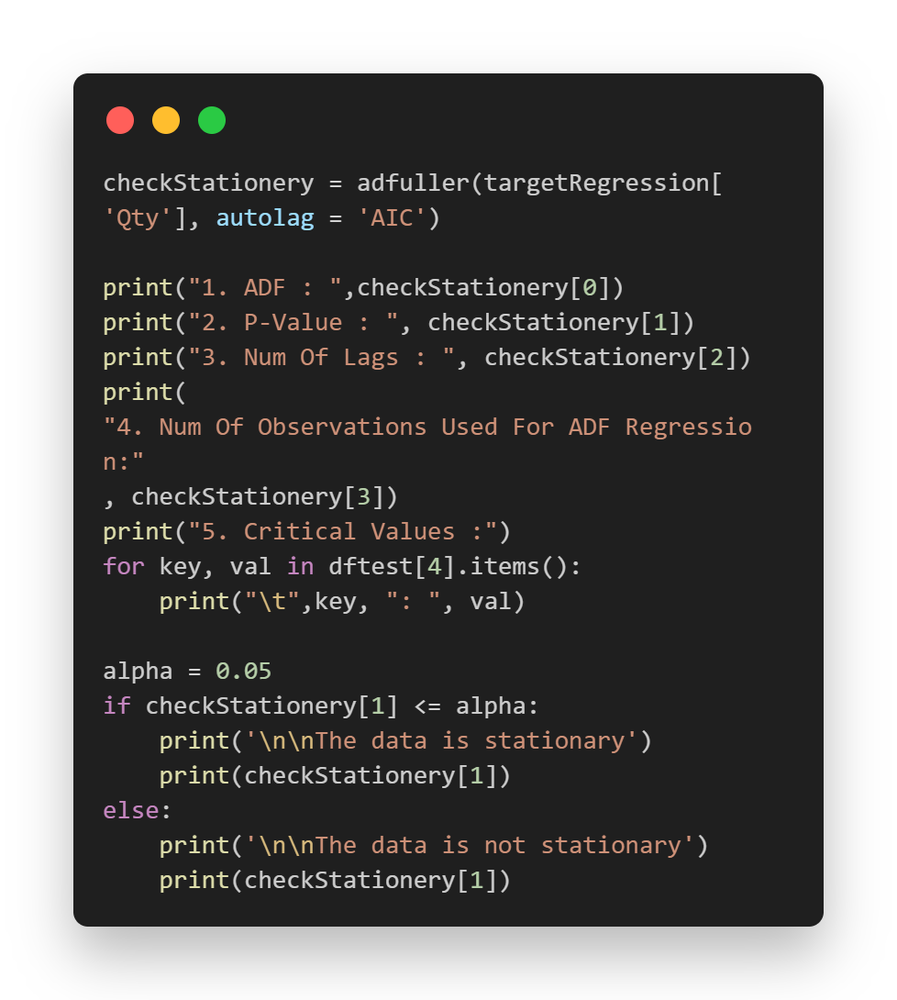 checkStationery = adfuller(targetRegression[
'Qty'], autolag = 'AIC')

print("1. ADF : ",checkStationery[0])
print("2. P-Value : ", checkStationery[1])
print("3. Num Of Lags : ", checkStationery[2])
print(
"4. Num Of Observations Used For ADF Regressio
n:"
, checkStationery[3])
print("5. Critical Values :")
for key, val in dftest[4].items():
    print("\t",key, ": ", val)

alpha = 0.05
if checkStationery[1] <= alpha:
    print('\n\nThe data is stationary')
    print(checkStationery[1])
else:
    print('\n\nThe data is not stationary')
    print(checkStationery[1])